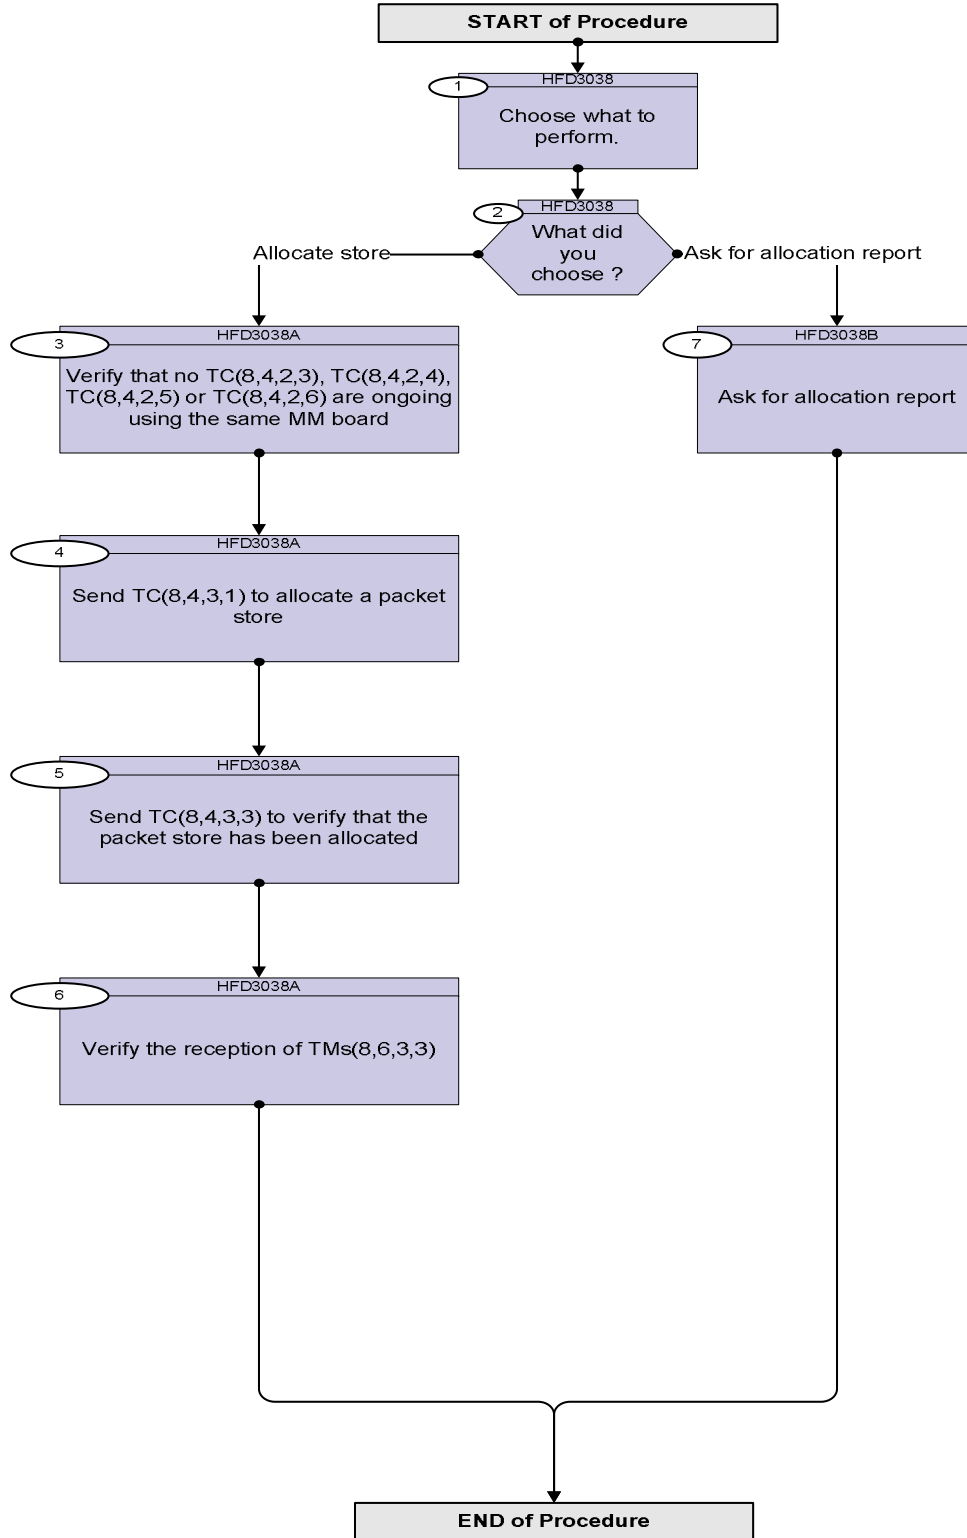 START of Procedure
HFD3038
1
Choose what to
perform.
HFD3038
2
What did
you
choose ?
Allocate store
Ask for allocation report
HFD3038A
3
Verify that no TC(8,4,2,3), TC(8,4,2,4),
TC(8,4,2,5) or TC(8,4,2,6) are ongoing
using the same MM board
HFD3038B
7
Ask for allocation report
HFD3038A
4
Send TC(8,4,3,1) to allocate a packet
store
HFD3038A
5
Send TC(8,4,3,3) to verify that the
packet store has been allocated
HFD3038A
6
Verify the reception of TMs(8,6,3,3)
END of Procedure